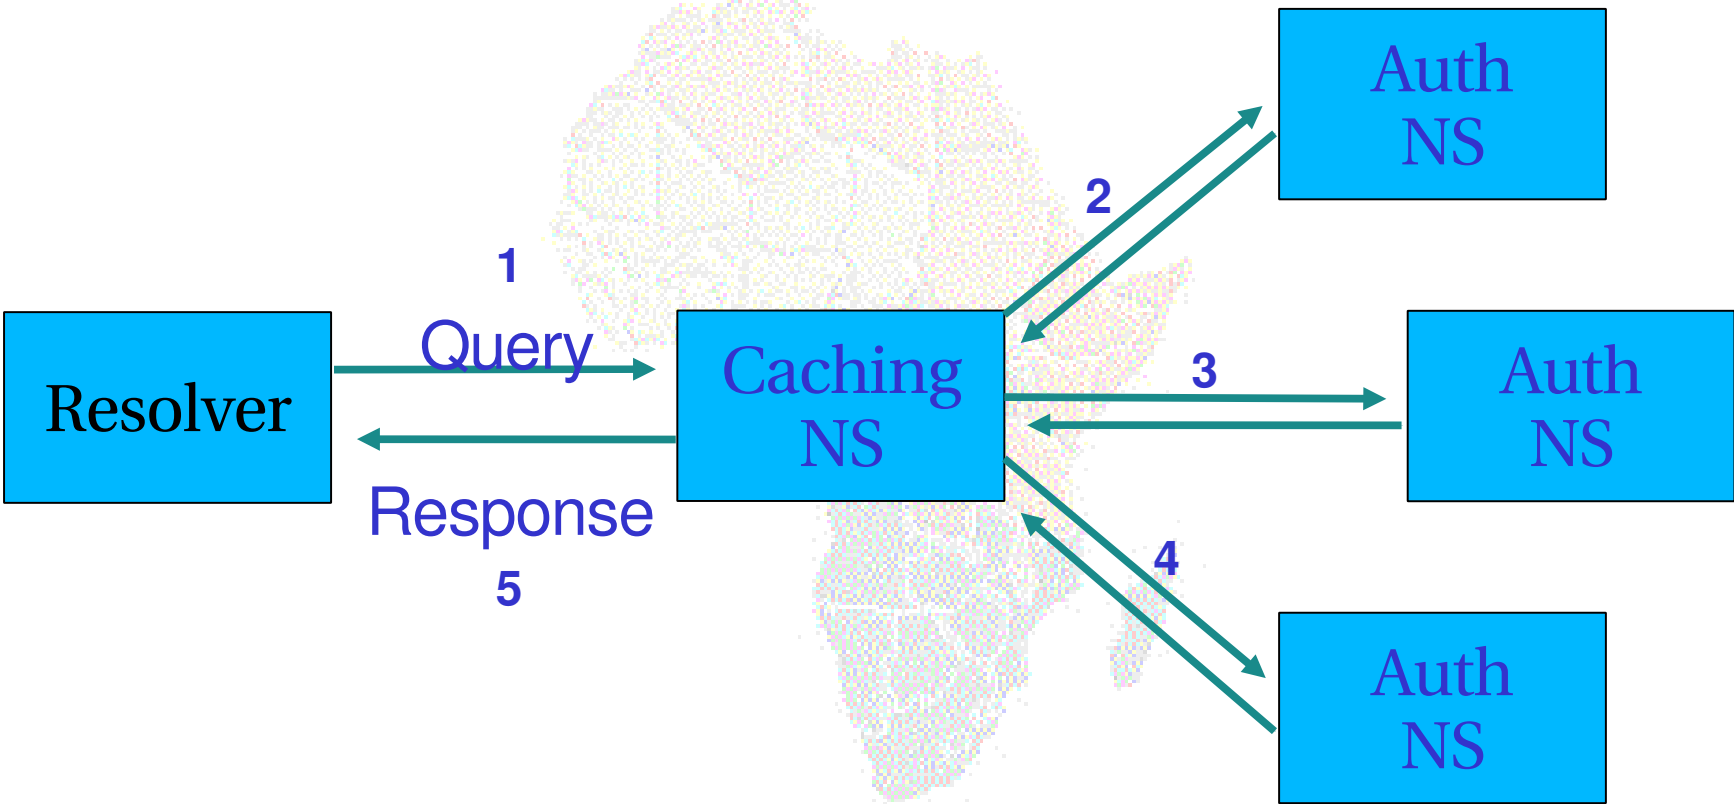 Auth
NS
2
1
Query
Resolver
Caching
NS
3
Auth
NS
Response
5
4
Auth
NS